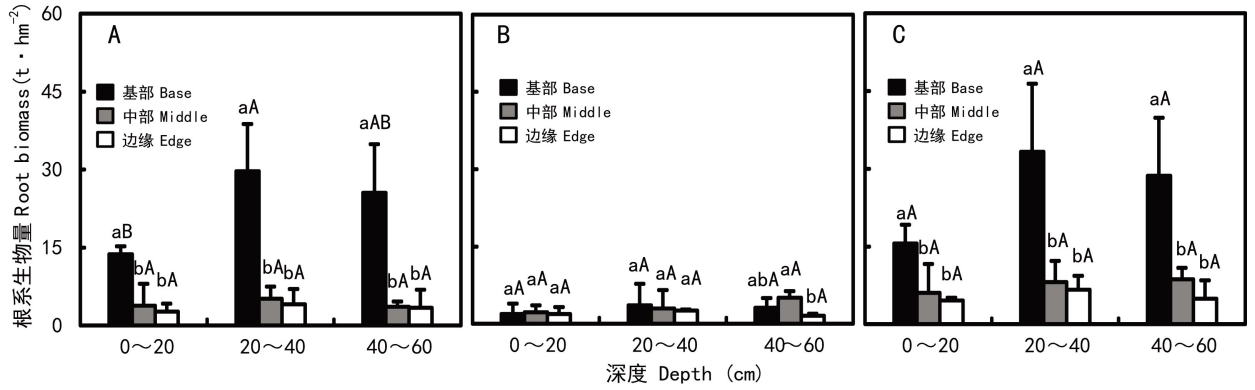 根系生物量 Root biomass(t·hm⁻²)
60
45
30
15
0
A
基部 Base
中部 Middle
边缘 Edge
aB
bA
bA
aA
bA
bA
aAB
bA
bA
0～20
20～40
40～60
B
基部 Base
中部 Middle
边缘 Edge
aA
aA
aA
aA
aA
aA
abA
aA
bA
0～20
20～40
40～60
C
基部 Base
中部 Middle
边缘 Edge
aA
bA
bA
aA
bA
bA
aA
bA
bA
0～20
20～40
40～60
深度 Depth (cm)